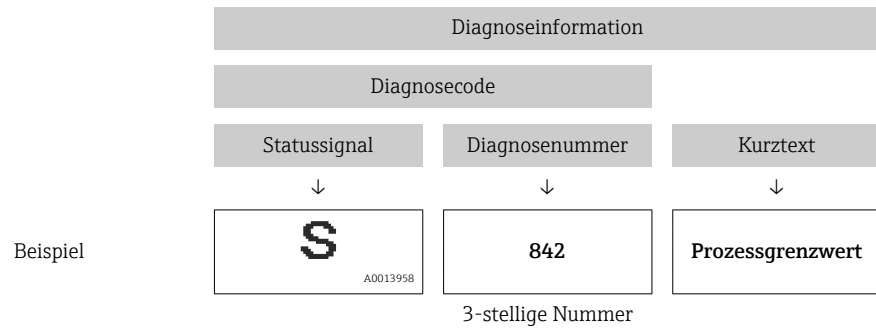 Diagnoseinformation
Diagnosecode
Statussignal Diagnosenummer Kurztext
↓ ↓ ↓
Beispiel S 842 Prozessgrenzwert
A0013958
3-stellige Nummer